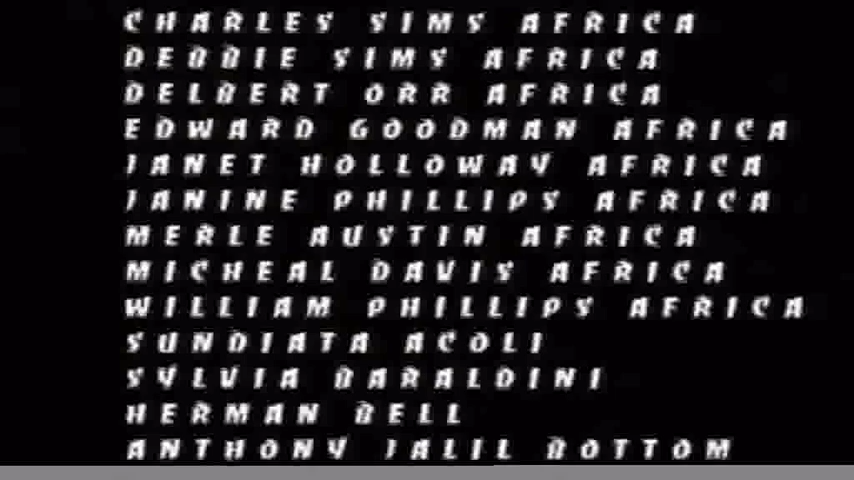 CHARLES SIMS AFRICA
DEBBIE SIMS AFRICA
DELBERT ORR AFRICA
EDWARD GOODMAN AFRICA
JANET HOLLOWAY AFRICA
JANINE PHILLIPS AFRICA
MERLE AUSTIN AFRICA
MICHEAL DAVIS AFRICA
WILLIAM PHILLIPS AFRICA
SUNDIATA ACOLI
SYLVIA BARALDINI
HERMAN BELL
ANTHONY JALIL BOTTOM